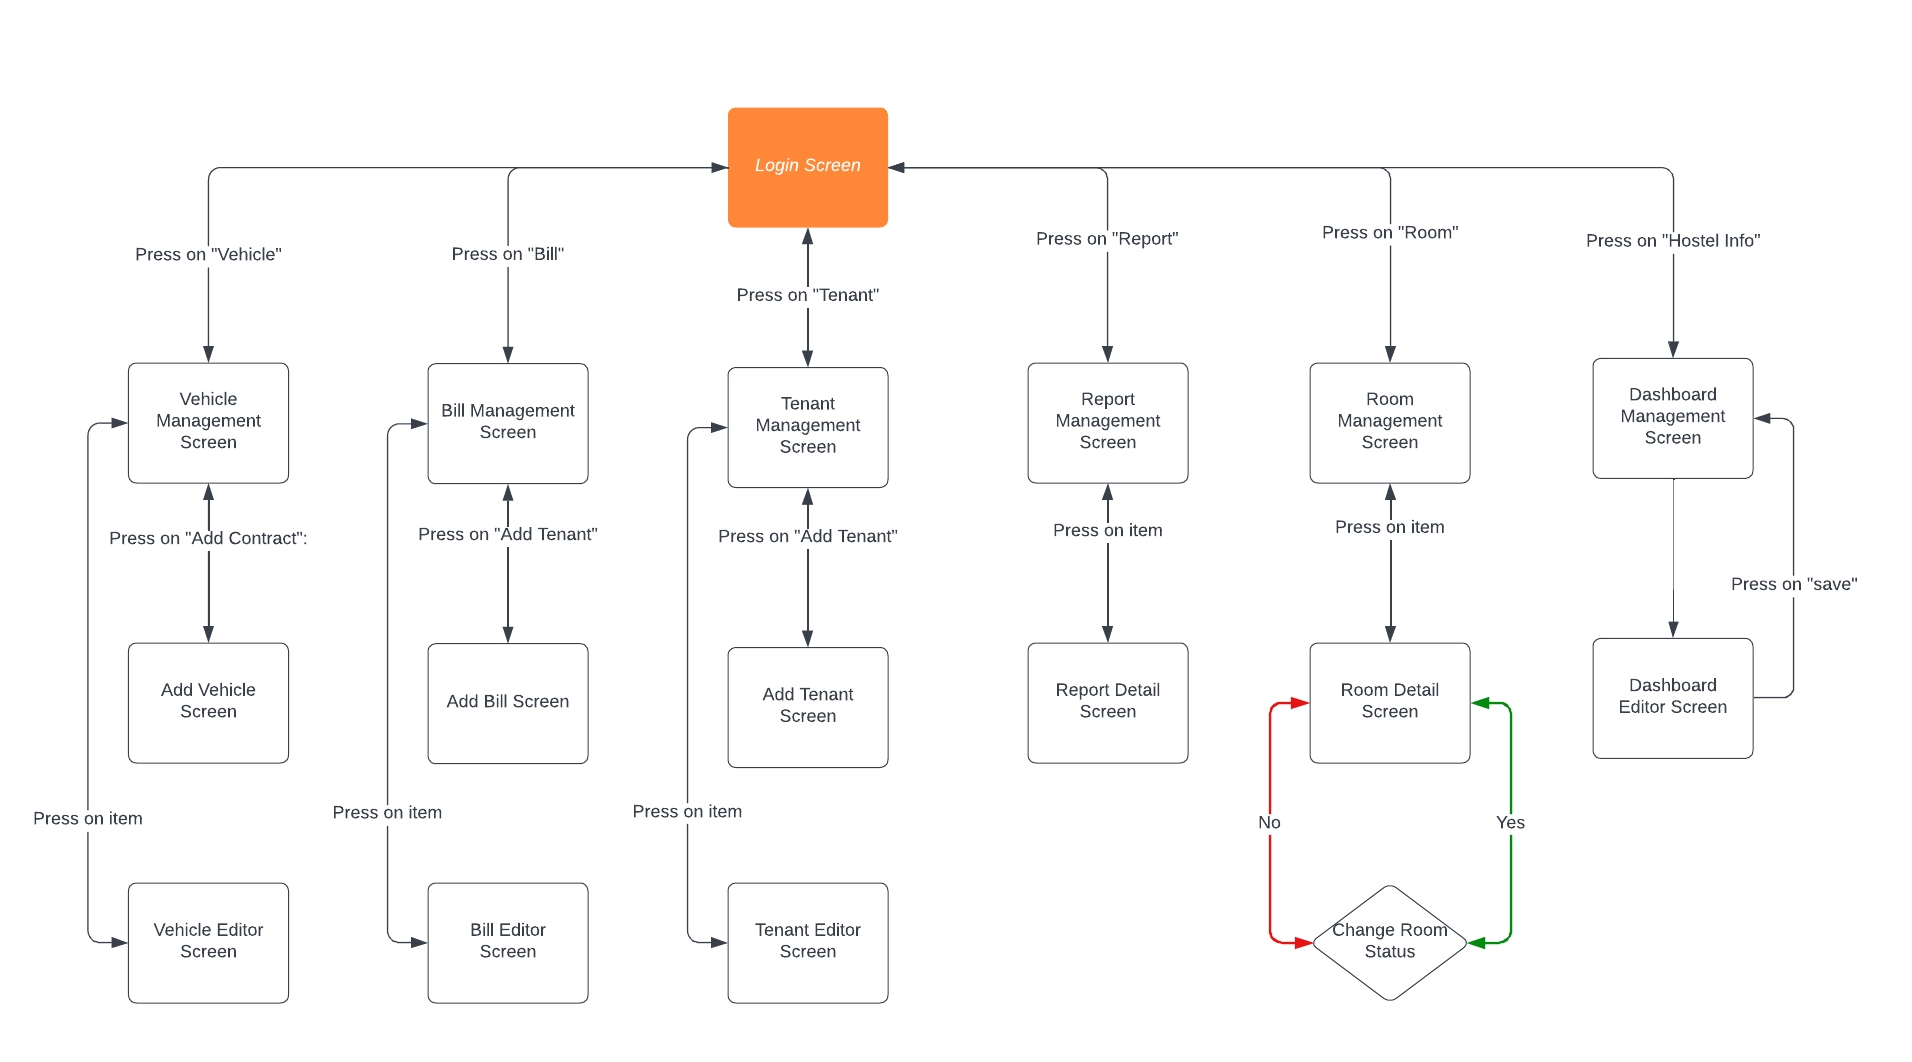 Login Screen
Press on "Vehicle"
Press on "Bill"
Press on "Tenant"
Press on "Report"
Press on "Room"
Press on "Hostel Info"
Vehicle
Management
Screen
Bill Management
Screen
Tenant
Management
Screen
Report
Management
Screen
Room
Management
Screen
Dashboard
Management
Screen
Press on "Add Contract":
Press on "Add Tenant"
Press on "Add Tenant"
Press on item
Press on item
Press on "save"
Add Vehicle
Screen
Add Bill Screen
Add Tenant
Screen
Report Detail
Screen
Room Detail
Screen
Dashboard
Editor Screen
Press on item
Press on item
Press on item
No
Yes
Vehicle Editor
Screen
Bill Editor
Screen
Tenant Editor
Screen
Change Room
Status